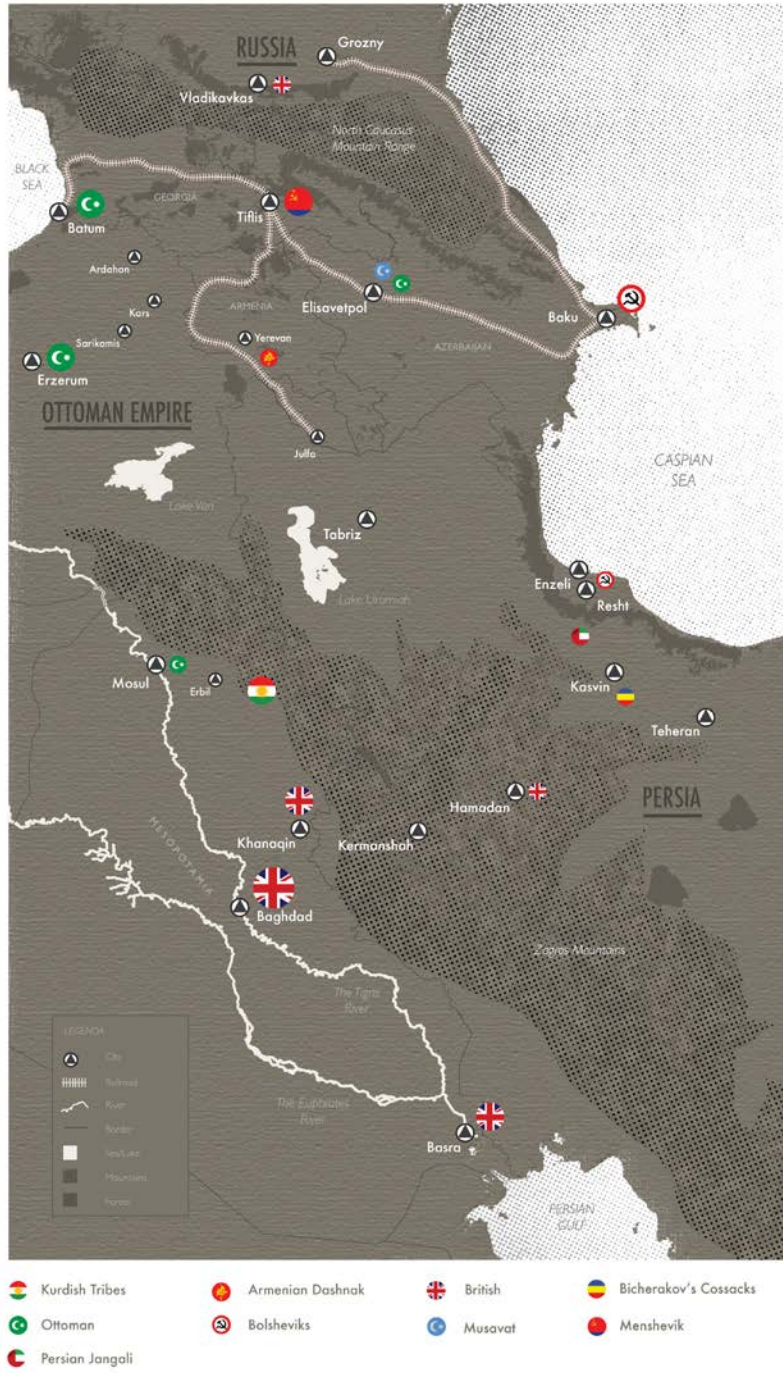 RUSSIA
Grozny
Vladikavkas
North Caucasus
Mountain Range
BLACK
SEA
GEORGIA
Batum
Tiflis
Ardahan
Kars
ARMENIA
Elisavetpol
Baku
Sarikamis
Yerevan
AZERBAIJAN
Erzerum
OTTOMAN EMPIRE
Julfa
CASPIAN
SEA
Lake Van
Tabriz
Enzeli
Resht
Lake Urumiah
Mosul
Erbil
Kasvin
Teheran
Hamadan
PERSIA
Khanaqin
Kermanshah
MESOPOTAMIA
Baghdad
Zagros Mountains
The Tigris
River
LEGENDA
City
Railroad
River
Border
Sea/Lake
Mountains
Forest
The Euphrates
River
Basra
PERSIAN
GULF
Kurdish Tribes
Armenian Dashnak
British
Bicherakov's Cossacks
Ottoman
Bolsheviks
Musavat
Menshevik
Persian Jangali